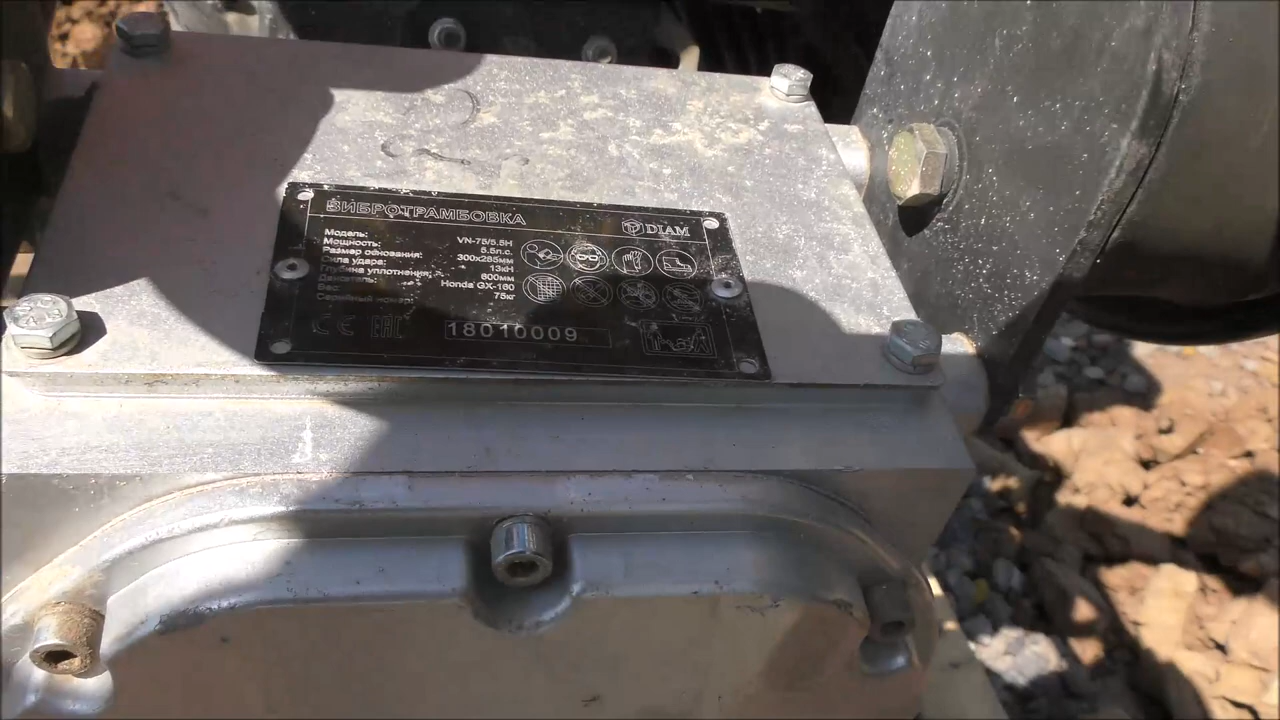 ВИБРОТРАМБОВКА
DIAM
Модель: VN-75/5.5H
Мощность: 5.5л.с.
Размер основания: 300х285мм
Сила удара: 13кН
Глубина уплотнения: 600мм
Двигатель: Honda GX-160
Вес: 75кг
Серийный номер:
CE EAC 18010009